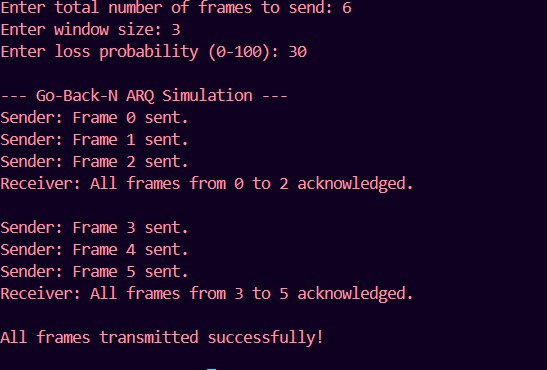 Enter total number of frames to send: 6
Enter window size: 3
Enter loss probability (0-100): 30
--- Go-Back-N ARQ Simulation ---
Sender: Frame 0 sent.
Sender: Frame 1 sent.
Sender: Frame 2 sent.
Receiver: All frames from 0 to 2 acknowledged.
Sender: Frame 3 sent.
Sender: Frame 4 sent.
Sender: Frame 5 sent.
Receiver: All frames from 3 to 5 acknowledged.
All frames transmitted successfully!